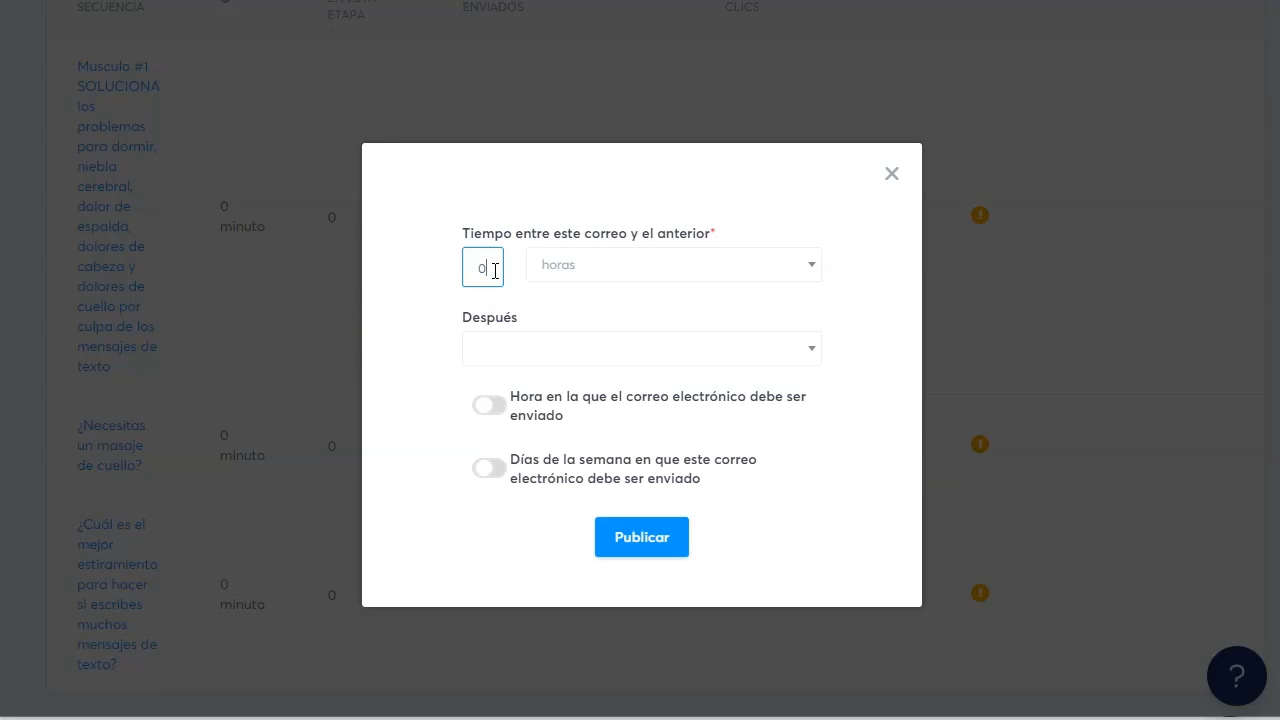 SECUENCIA
ETAPA
ENVIADOS
CLICS
Musculo #1
SOLUCIONA
los
problemas
para dormir,
niebla
cerebral,
dolor de
espalda,
dolores de
cabeza y
dolores de
cuello por
culpa de los
mensajes de
texto
0
minuto
0
¿Necesitas
un masaje
de cuello?
0
minuto
0
¿Cuál es el
mejor
estiramiento
para hacer
si escribes
muchos
mensajes de
texto?
0
minuto
0
Tiempo entre este correo y el anterior*
0
horas
Después
Hora en la que el correo electrónico debe ser
enviado
Días de la semana en que este correo
electrónico debe ser enviado
Publicar
?